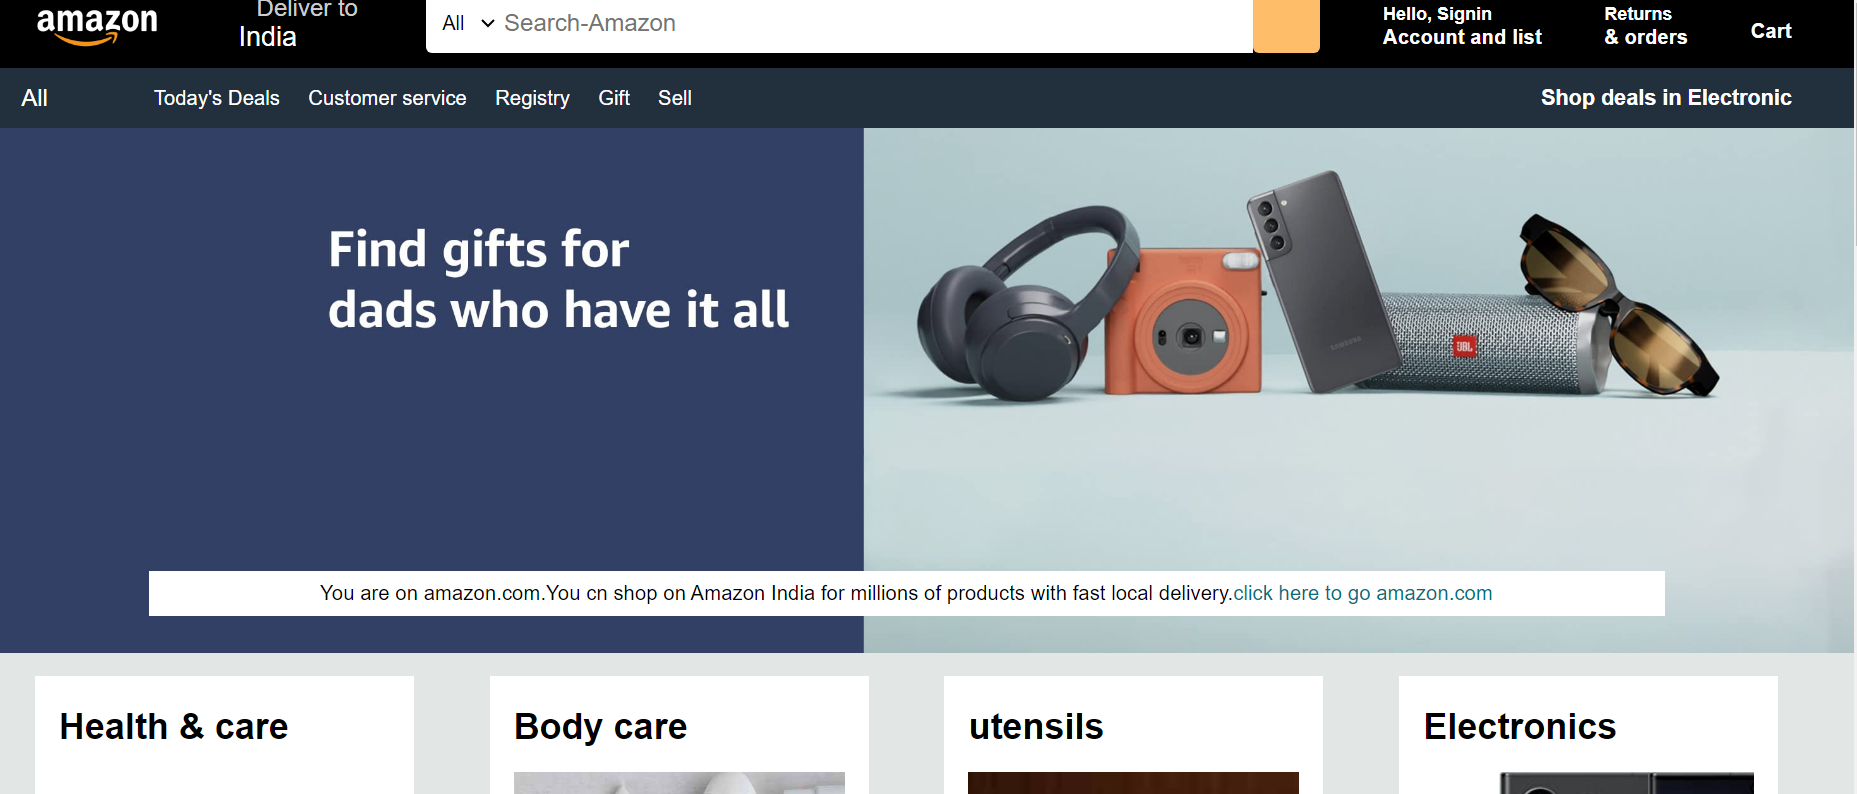 amazon
Deliver to
India
All
Search-Amazon
Hello, Signin
Account and list
Returns
& orders
Cart
All
Today's Deals
Customer service
Registry
Gift
Sell
Shop deals in Electronic
Find gifts for
dads who have it all
SAMSUNG
JBL
You are on amazon.com.You cn shop on Amazon India for millions of products with fast local delivery.click here to go amazon.com
Health & care
Body care
utensils
Electronics